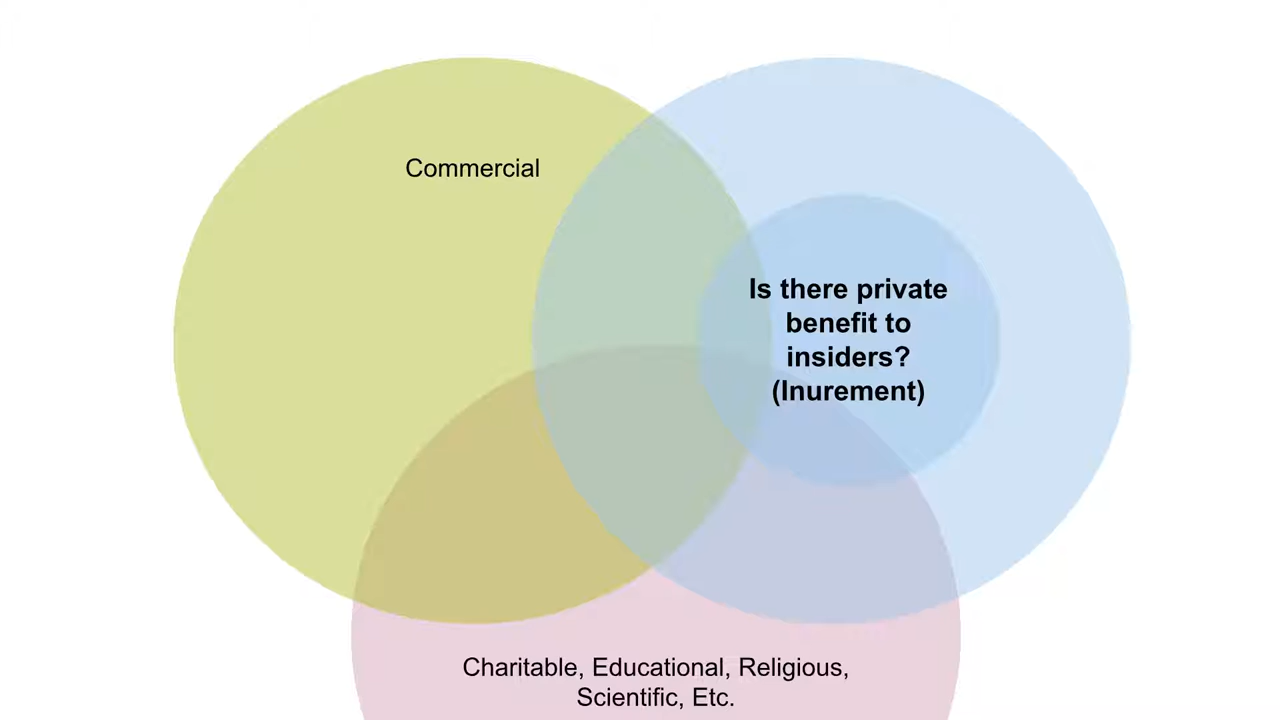 Commercial
Is there private
benefit to
insiders?
(Inurement)
Charitable, Educational, Religious,
Scientific, Etc.